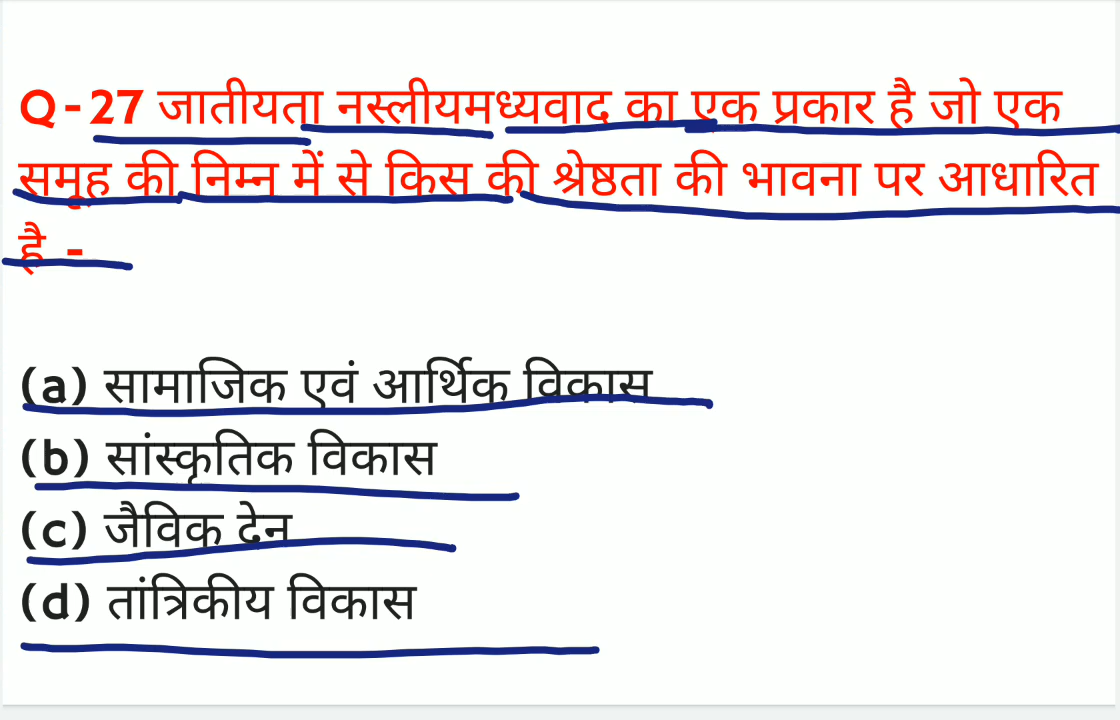 Q-27 जातीयता नस्लीयमध्यवाद का एक प्रकार है जो एक
समूह की निम्न में से किस की श्रेष्ठता की भावना पर आधारित
है -
(a) सामाजिक एवं आर्थिक विकास
(b) सांस्कृतिक विकास
(c) जैविक देन
(d) तांत्रिकीय विकास